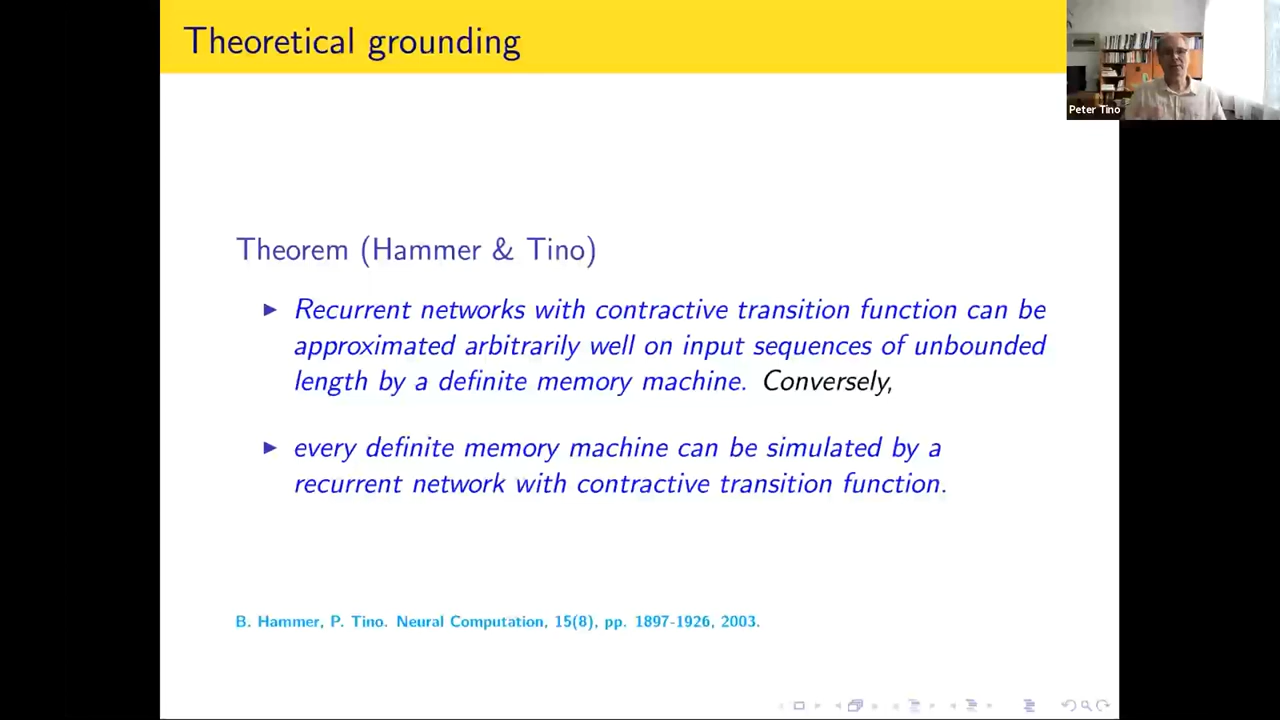 Theoretical grounding
Peter Tino
Theorem (Hammer & Tino)
Recurrent networks with contractive transition function can be
approximated arbitrarily well on input sequences of unbounded
length by a definite memory machine. Conversely,
every definite memory machine can be simulated by a
recurrent network with contractive transition function.
B. Hammer, P. Tino. Neural Computation, 15(8), pp. 1897-1926, 2003.